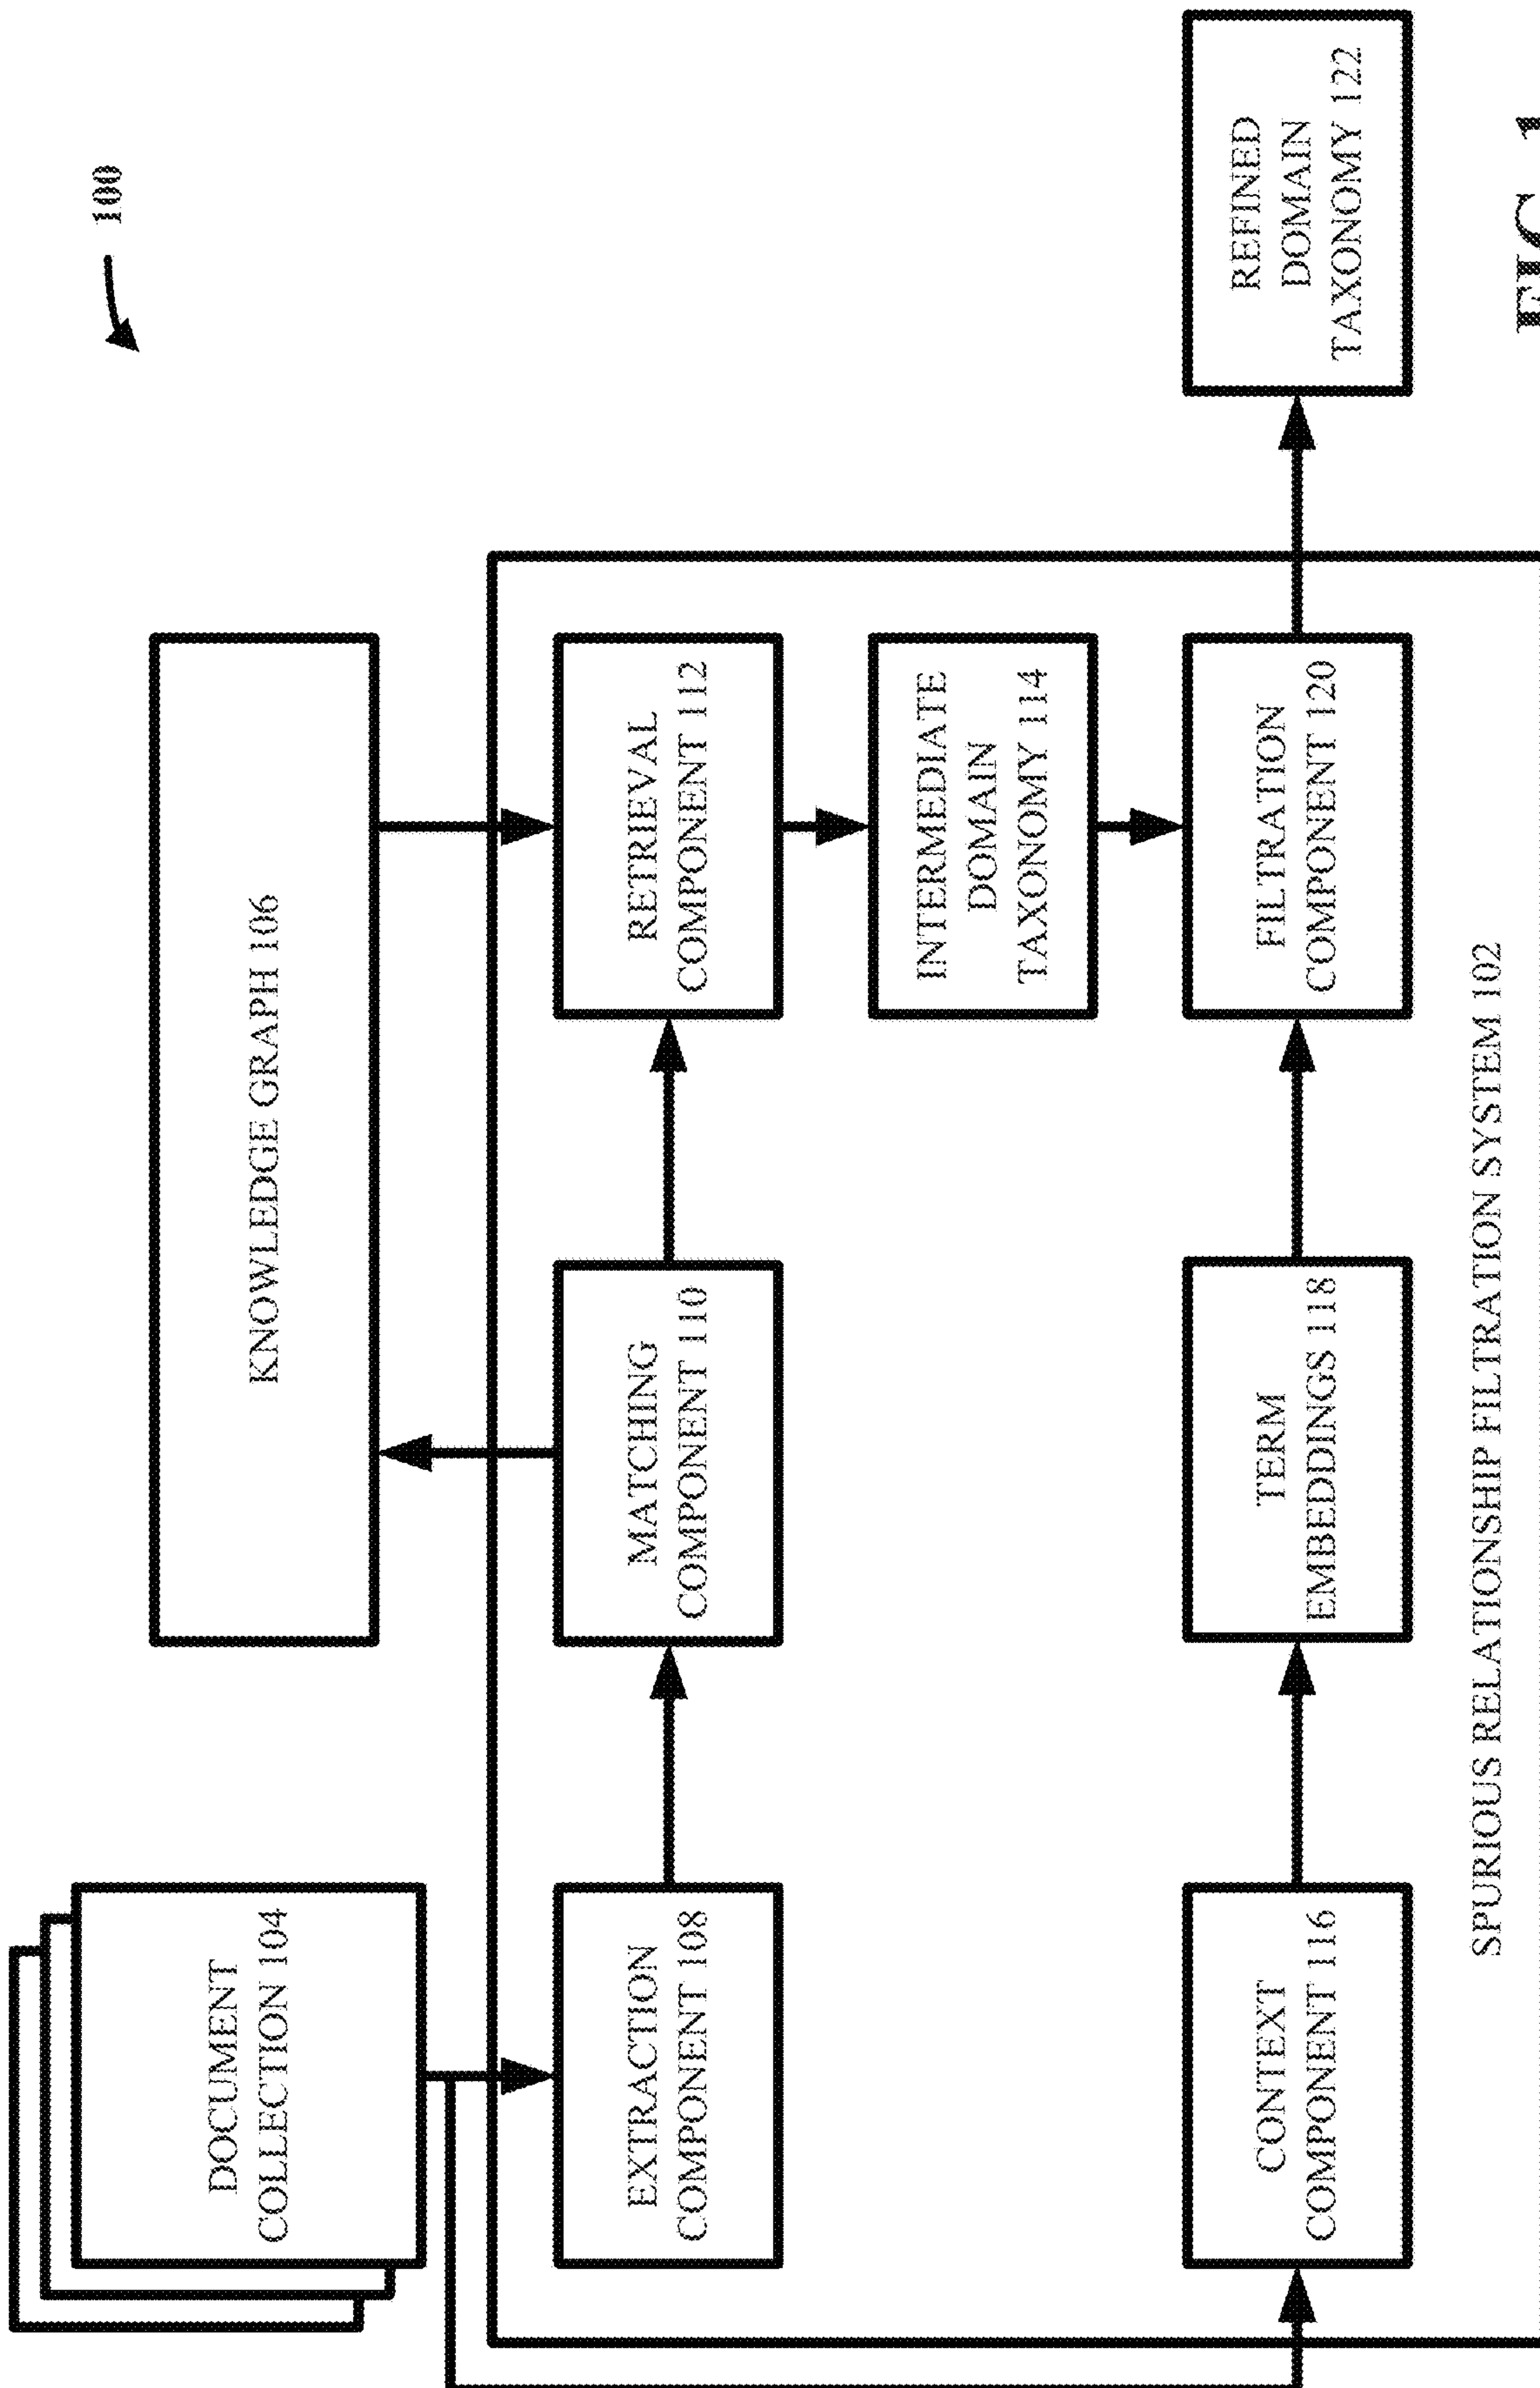 100
DOCUMENT
COLLECTION 104
KNOWLEDGE GRAPH 106
EXTRACTION
COMPONENT 108
MATCHING
COMPONENT 110
RETRIEVAL
COMPONENT 112
INTERMEDIATE
DOMAIN
TAXONOMY 114
CONTEXT
COMPONENT 116
TERM
EMBEDDINGS 118
FILTRATION
COMPONENT 120
REFINED
DOMAIN
TAXONOMY 122
SPURIOUS RELATIONSHIP FILTRATION SYSTEM 102
FIG. 1